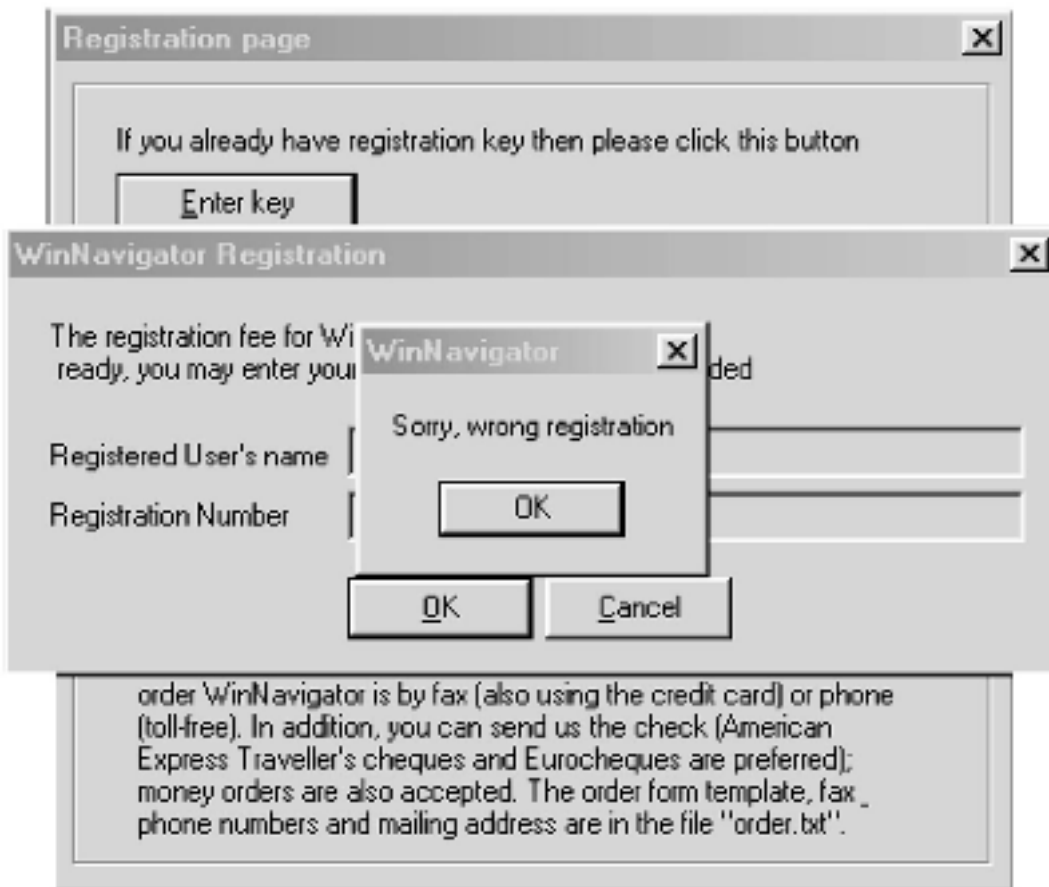 Registration page
If you already have registration key then please click this button
Enter key
WinNavigator Registration
The registration fee for
ready, you may enter
WinNavigator
Sorry, wrong registration
OK
Registered User's name
Registration Number
OK
Cancel
order WinNavigator is by fax (also using the credit card) or phone
(toll-free). In addition, you can send us the check (American
Express Traveller's cheques and Eurocheques are preferred);
money orders are also accepted. The order form template, fax
phone numbers and mailing address are in the file "order.txt".